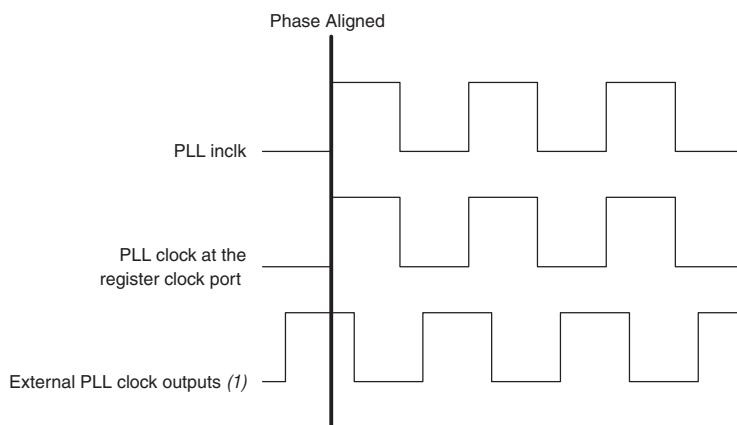 Phase Aligned
PLL inclk
PLL clock at the
register clock port
External PLL clock outputs (1)